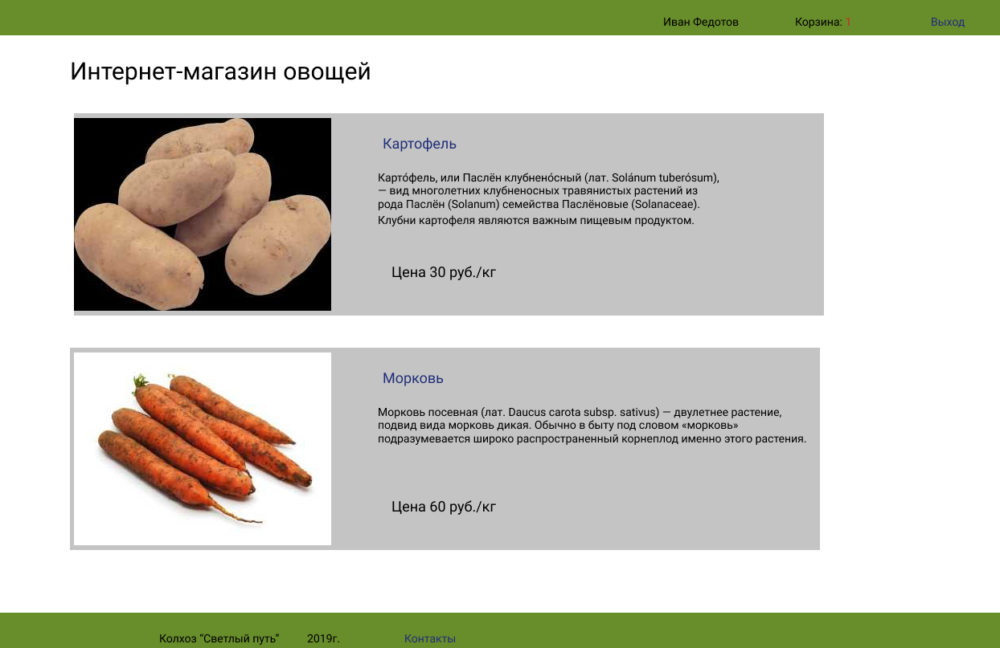 Иван Федотов Корзина: 1 Выход
Интернет-магазин овощей
Картофель
Карто́фель, или Паслён клубнено́сный (лат. Solánum tuberósum),
— вид многолетних клубненосных травянистых растений из
рода Паслён (Solanum) семейства Паслёновые (Solanaceae).
Клубни картофеля являются важным пищевым продуктом.
Цена 30 руб./кг
Морковь
Морковь посевная (лат. Daucus carota subsp. sativus) — двулетнее растение,
подвид вида морковь дикая. Обычно в быту под словом «морковь»
подразумевается широко распространенный корнеплод именно этого растения.
Цена 60 руб./кг
Колхоз “Светлый путь” 2019г. Контакты